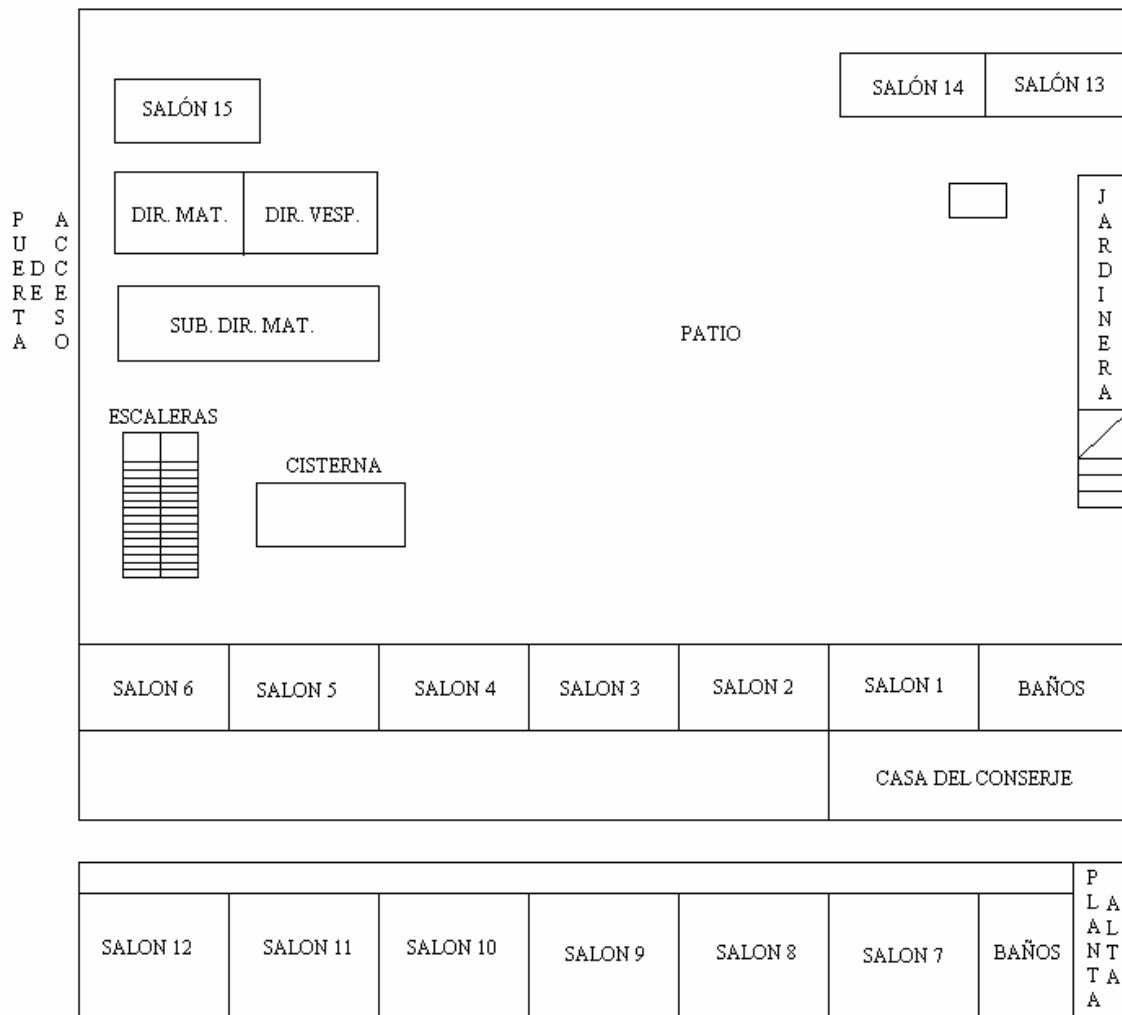 SALÓN 14
SALÓN 13
SALÓN 15
DIR. MAT.
DIR. VESP.
PUERTA
DE
ACCESO
JARDINERA
SUB. DIR. MAT.
PATIO
ESCALERAS
CISTERNA
SALON 6
SALON 5
SALON 4
SALON 3
SALON 2
SALON 1
BAÑOS
CASA DEL CONSERJE
PLANTA
ALTA
SALON 12
SALON 11
SALON 10
SALON 9
SALON 8
SALON 7
BAÑOS